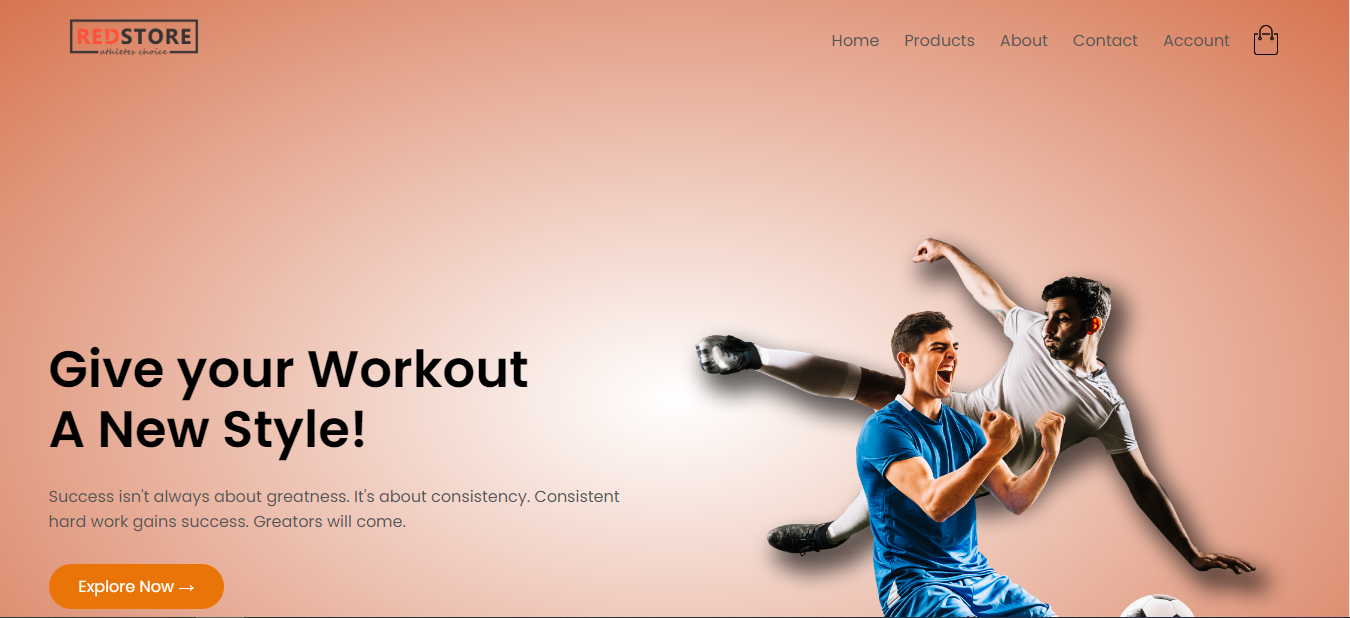 REDSTORE
athletes choice
Home Products About Contact Account
Give your Workout
A New Style!
Success isn't always about greatness. It's about consistency. Consistent
hard work gains success. Greators will come.
Explore Now →